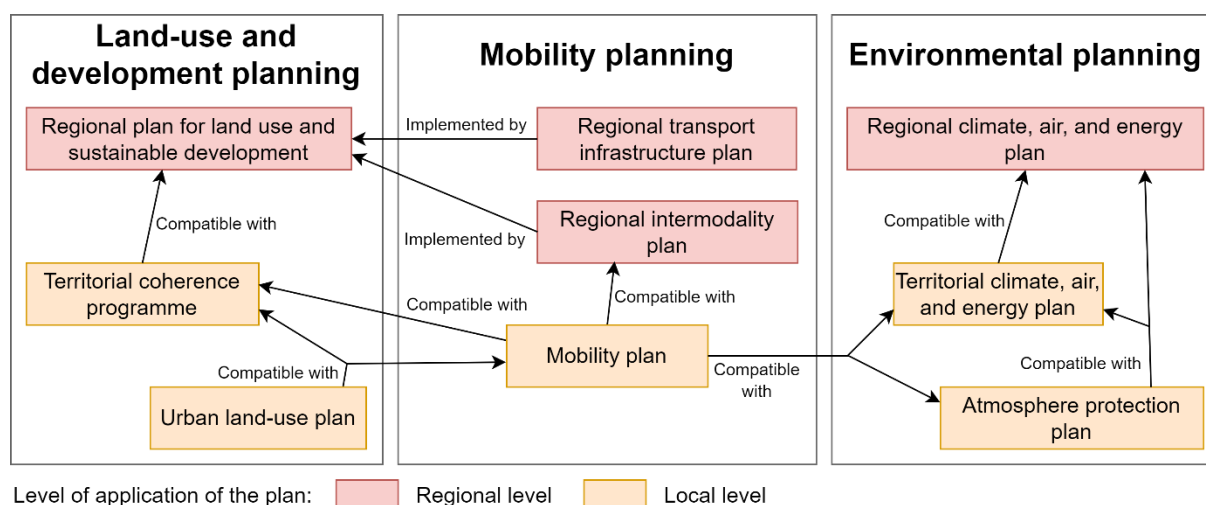 Land-use and
development planning
Regional plan for land use and
sustainable development
Compatible with
Territorial coherence
programme
Compatible with
Urban land-use plan
Mobility planning
Implemented by
Regional transport
infrastructure plan
Implemented by
Regional intermodality
plan
Compatible with
Compatible with
Mobility plan
Compatible
with
Environmental planning
Regional climate, air, and energy
plan
Compatible with
Territorial climate, air,
and energy plan
Compatible with
Atmosphere protection
plan
Level of application of the plan:
Regional level
Local level